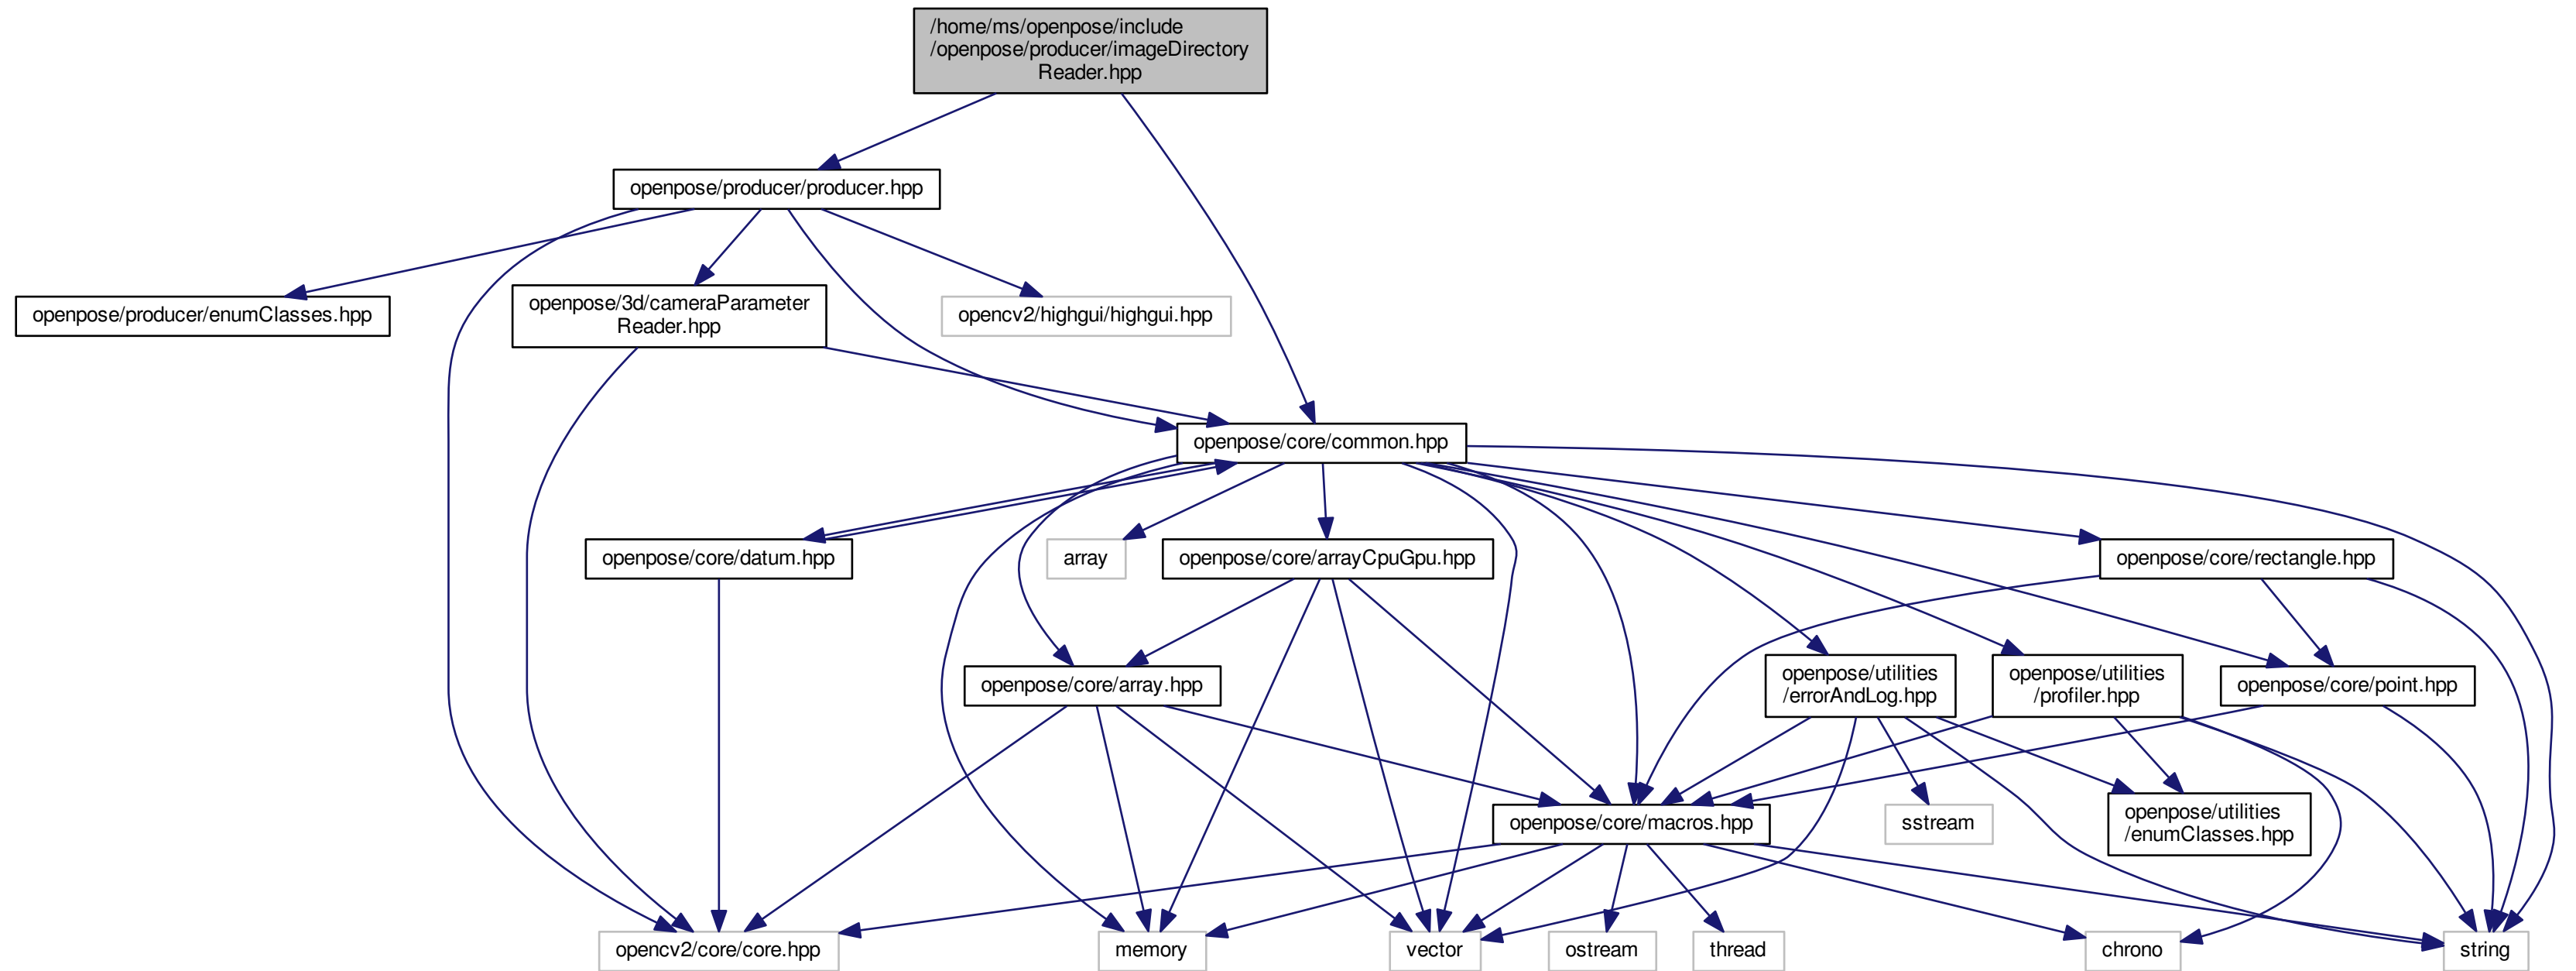 /home/ms/openpose/include
/openpose/producer/imageDirectory
Reader.hpp
openpose/producer/producer.hpp
openpose/producer/enumClasses.hpp
openpose/3d/cameraParameter
Reader.hpp
opencv2/highgui/highgui.hpp
openpose/core/common.hpp
openpose/core/datum.hpp
array
openpose/core/arrayCpuGpu.hpp
openpose/core/rectangle.hpp
openpose/core/array.hpp
openpose/utilities
/errorAndLog.hpp
openpose/utilities
/profiler.hpp
openpose/core/point.hpp
openpose/core/macros.hpp
sstream
openpose/utilities
/enumClasses.hpp
opencv2/core/core.hpp
memory
vector
ostream
thread
chrono
string